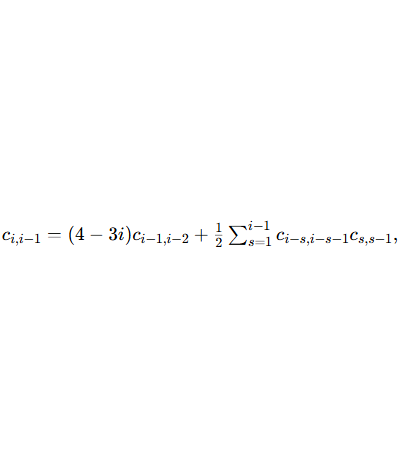 $c_{i,i-1} = (4 - 3i)c_{i-1,i-2} + \frac{1}{2} \sum_{s=1}^{i-1} c_{i-s,i-s-1} c_{s,s-1},$